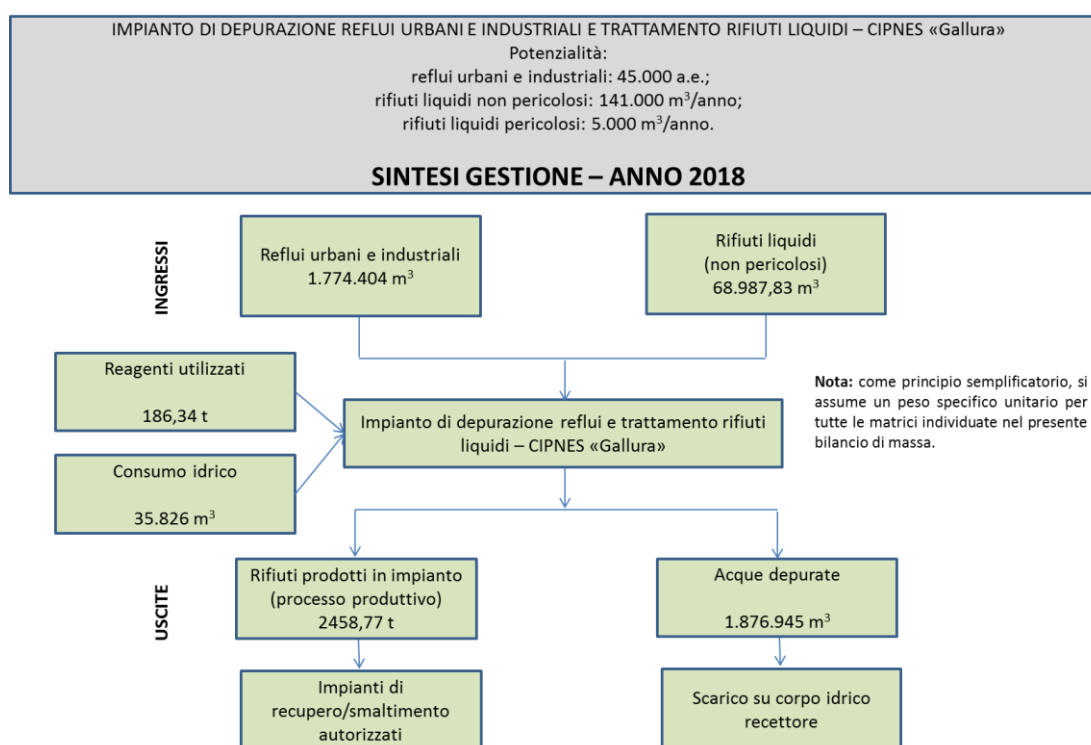 IMPIANTO DI DEPURAZIONE REFLUI URBANI E INDUSTRIALI E TRATTAMENTO RIFIUTI LIQUIDI – CIPNES «Gallura»
Potenzialità:
reflui urbani e industriali: 45.000 a.e.;
rifiuti liquidi non pericolosi: 141.000 m³/anno;
rifiuti liquidi pericolosi: 5.000 m³/anno.
SINTESI GESTIONE – ANNO 2018
INGRESSI
Reflui urbani e industriali
1.774.404 m³
Rifiuti liquidi
(non pericolosi)
68.987,83 m³
Reagenti utilizzati
186,34 t
Consumo idrico
35.826 m³
Impianto di depurazione reflui e trattamento rifiuti
liquidi – CIPNES «Gallura»
Nota: come principio semplificatorio, si
assume un peso specifico unitario per
tutte le matrici individuate nel presente
bilancio di massa.
USCITE
Rifiuti prodotti in impianto
(processo produttivo)
2458,77 t
Acque depurate
1.876.945 m³
Impianti di
recupero/smaltimento
autorizzati
Scarico su corpo idrico
recettore